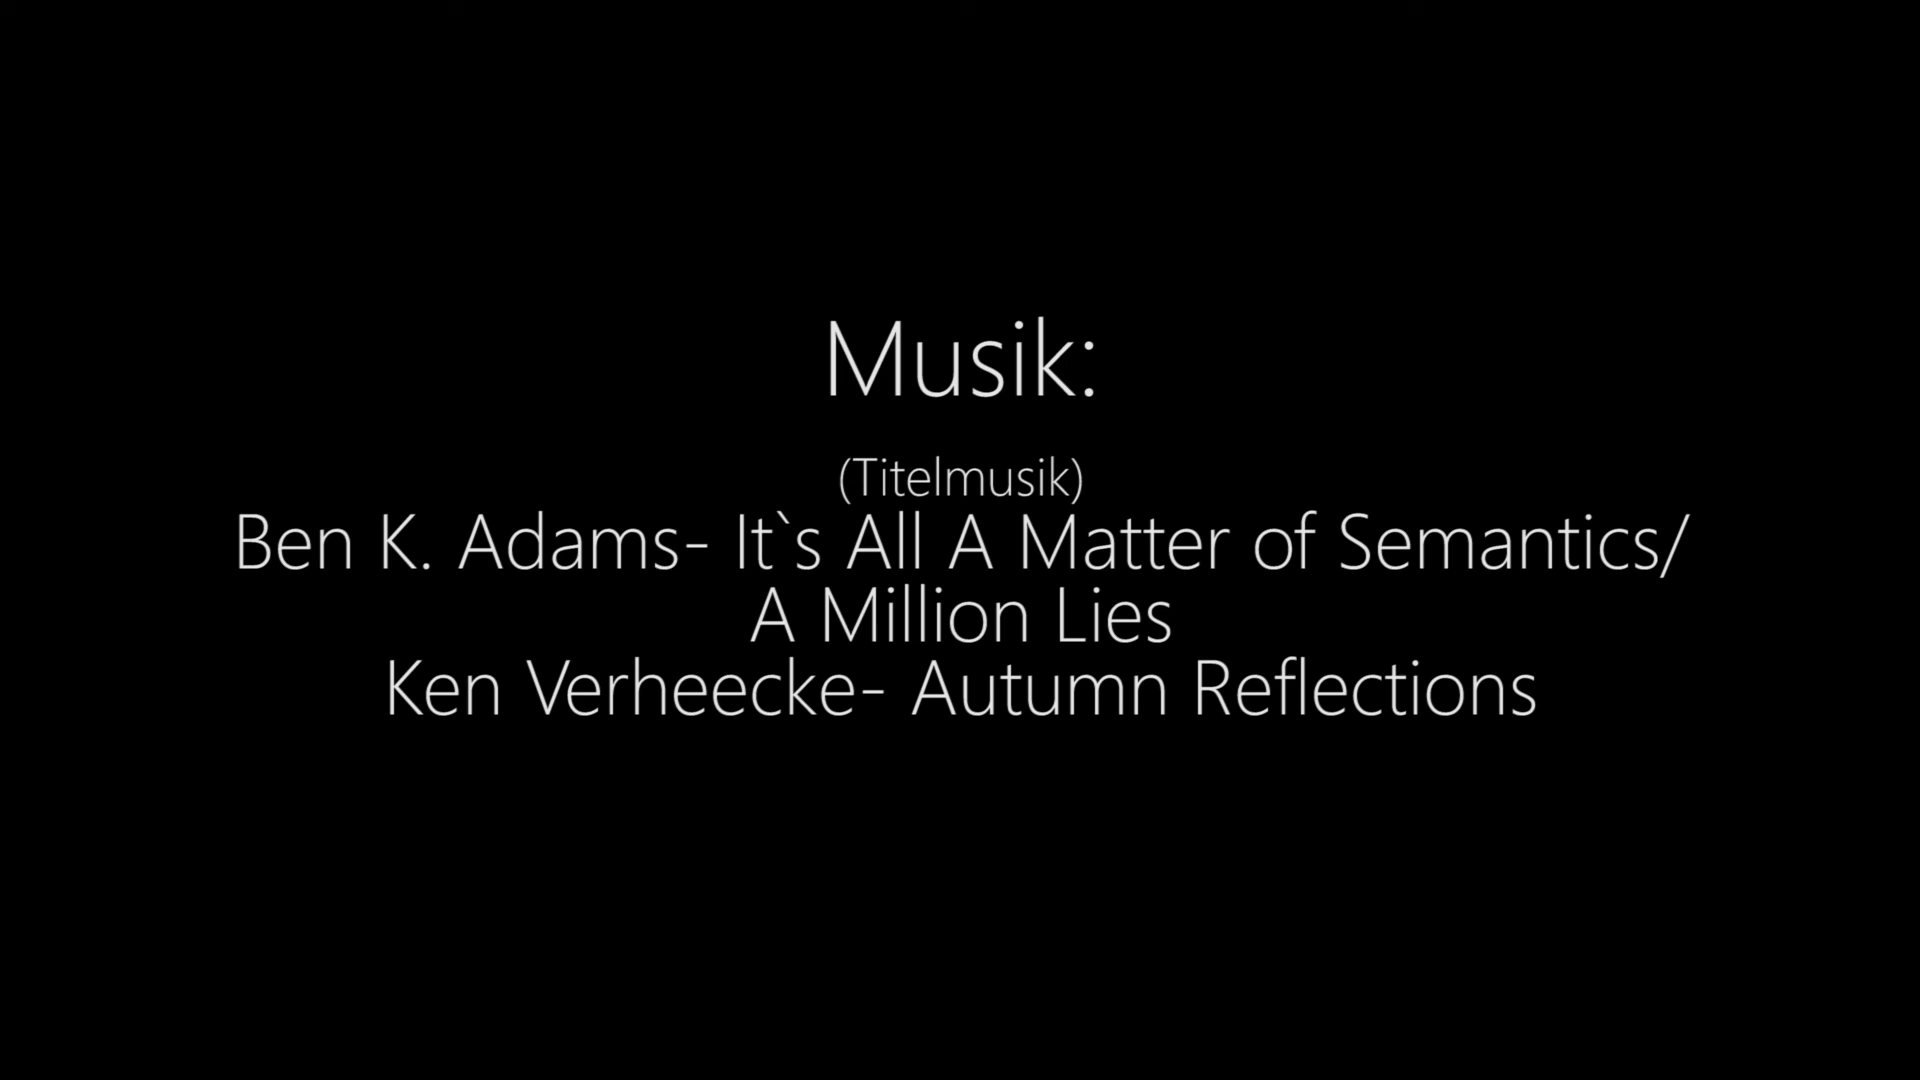 Musik:
(Titelmusik)
Ben K. Adams- It`s All A Matter of Semantics/
A Million Lies
Ken Verheecke- Autumn Reflections